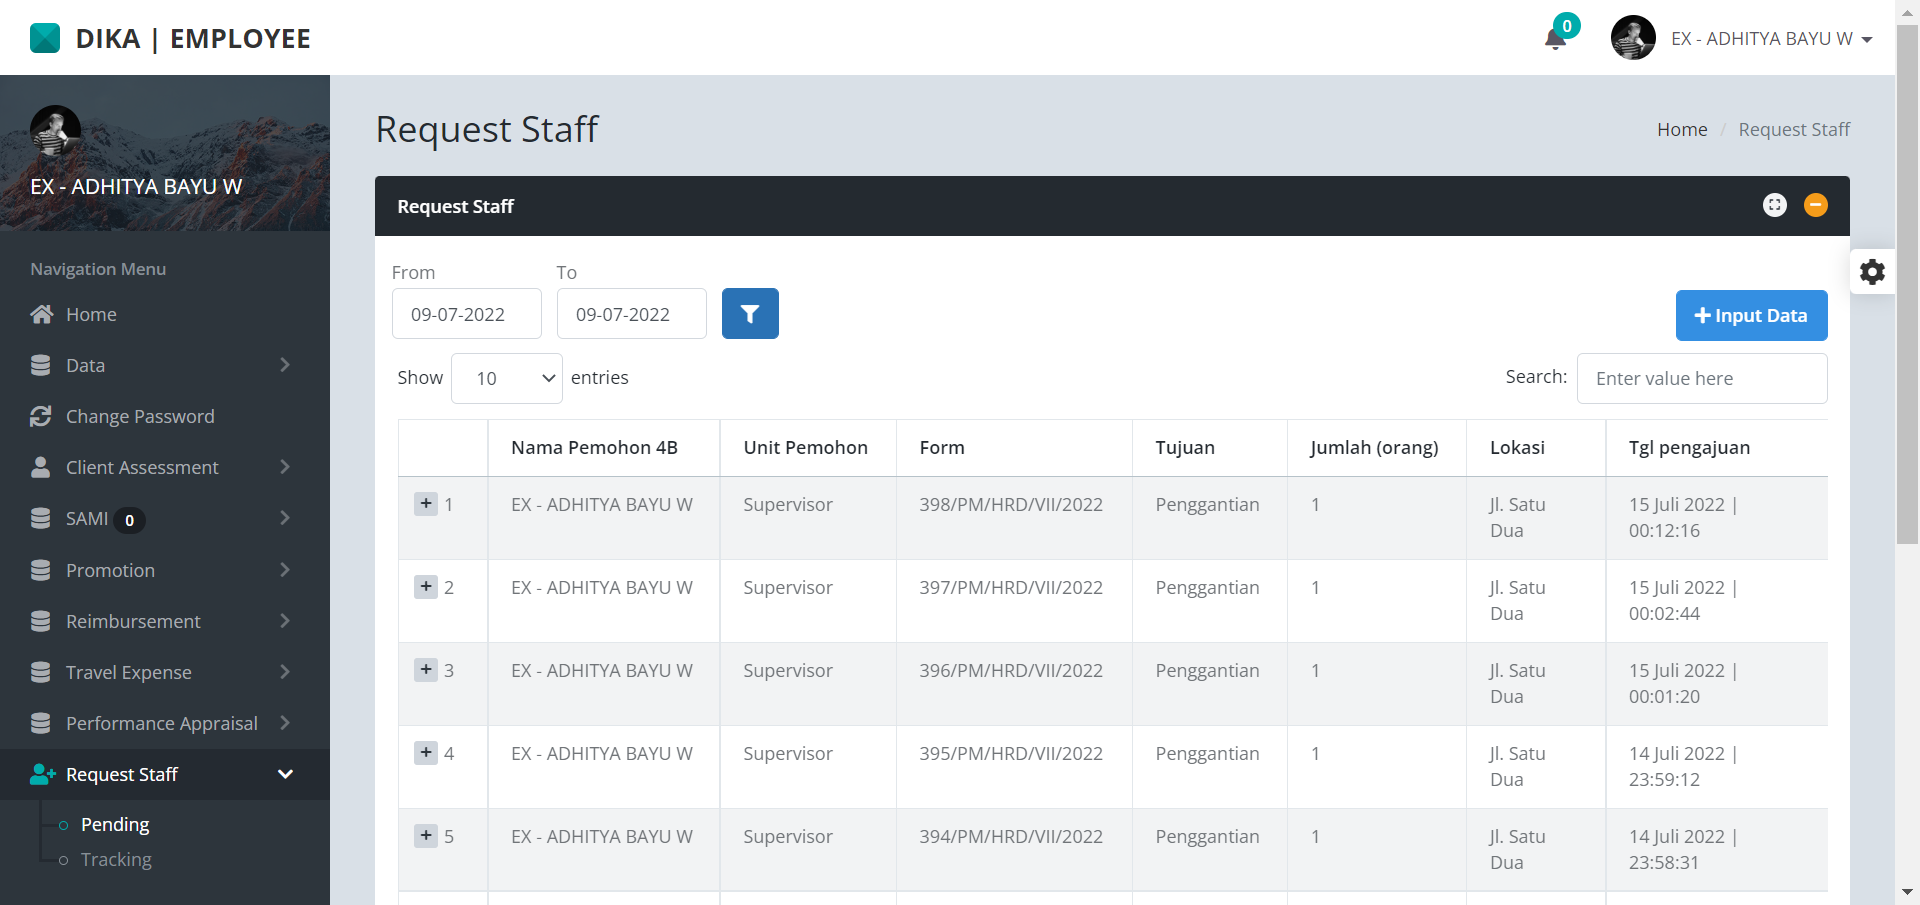 DIKA | EMPLOYEE
0
EX - ADHITYA BAYU W
EX - ADHITYA BAYU W
Navigation Menu
Home
Data
Change Password
Client Assessment
SAMI 0
Promotion
Reimbursement
Travel Expense
Performance Appraisal
Request Staff
Pending
Tracking
Request Staff
Home / Request Staff
Request Staff
From
To
09-07-2022
09-07-2022
+ Input Data
Show 10 entries
Search: Enter value here
Nama Pemohon 4B Unit Pemohon Form Tujuan Jumlah (orang) Lokasi Tgl pengajuan
+ 1 EX - ADHITYA BAYU W Supervisor 398/PM/HRD/VII/2022 Penggantian 1 Jl. Satu 15 Juli 2022 |
Dua 00:12:16
+ 2 EX - ADHITYA BAYU W Supervisor 397/PM/HRD/VII/2022 Penggantian 1 Jl. Satu 15 Juli 2022 |
Dua 00:02:44
+ 3 EX - ADHITYA BAYU W Supervisor 396/PM/HRD/VII/2022 Penggantian 1 Jl. Satu 15 Juli 2022 |
Dua 00:01:20
+ 4 EX - ADHITYA BAYU W Supervisor 395/PM/HRD/VII/2022 Penggantian 1 Jl. Satu 14 Juli 2022 |
Dua 23:59:12
+ 5 EX - ADHITYA BAYU W Supervisor 394/PM/HRD/VII/2022 Penggantian 1 Jl. Satu 14 Juli 2022 |
Dua 23:58:31